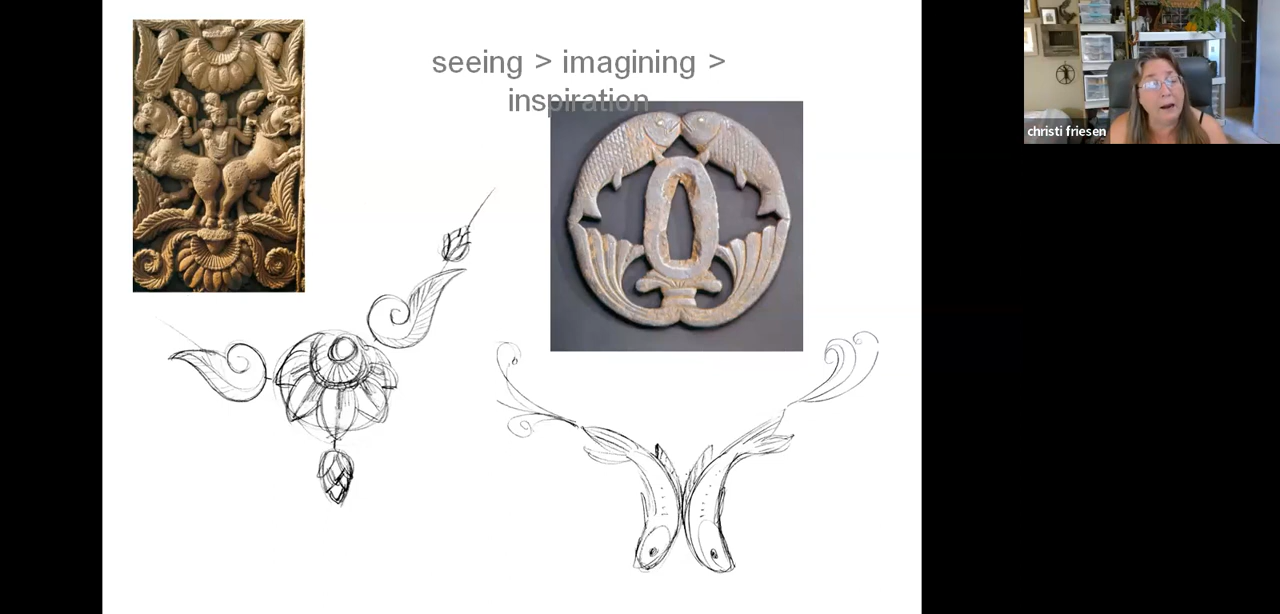 seeing > imagining >
inspiration
christi friesen